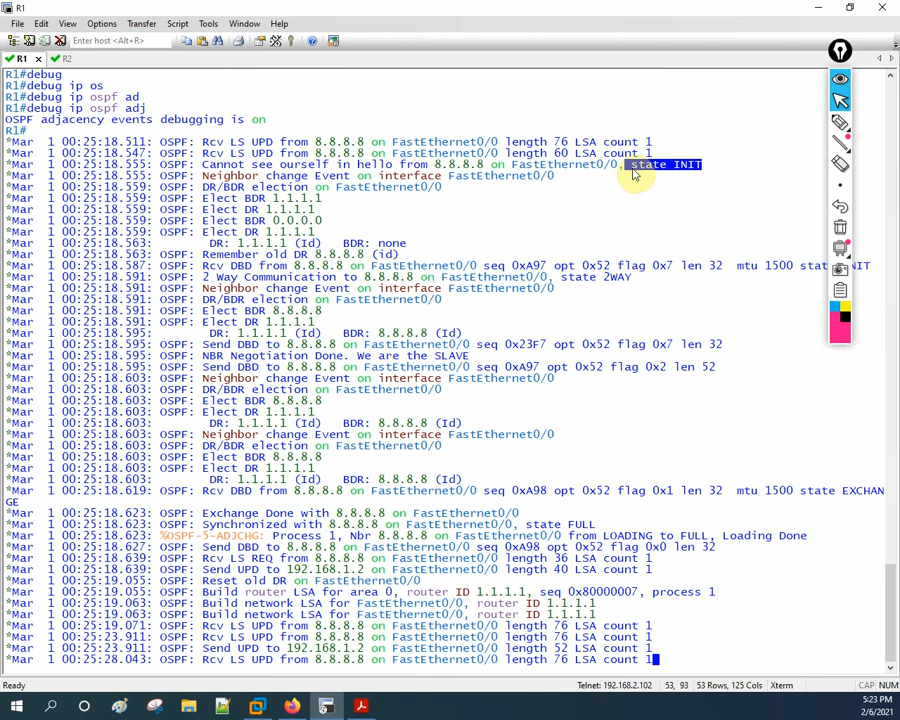 R1
File Edit View Options Transfer Script Tools Window Help
Enter host <Alt+R>
R1 R2
R1#debug
R1#debug ip os
R1#debug ip ospf ad
R1#debug ip ospf adj
OSPF adjacency events debugging is on
R1#
*Mar 1 00:25:18.511: OSPF: Rcv LS UPD from 8.8.8.8 on FastEthernet0/0 length 76 LSA count 1
*Mar 1 00:25:18.547: OSPF: Rcv LS UPD from 8.8.8.8 on FastEthernet0/0 length 60 LSA count 1
*Mar 1 00:25:18.555: OSPF: Cannot see ourself in hello from 8.8.8.8 on FastEthernet0/0, state INIT
*Mar 1 00:25:18.555: OSPF: Neighbor change Event on interface FastEthernet0/0
*Mar 1 00:25:18.559: OSPF: DR/BDR election on FastEthernet0/0
*Mar 1 00:25:18.559: OSPF: Elect BDR 1.1.1.1
*Mar 1 00:25:18.559: OSPF: Elect DR 1.1.1.1
*Mar 1 00:25:18.559: OSPF: Elect BDR 0.0.0.0
*Mar 1 00:25:18.559: OSPF: Elect DR 1.1.1.1
*Mar 1 00:25:18.563: DR: 1.1.1.1 (Id) BDR: none
*Mar 1 00:25:18.563: OSPF: Remember old DR 8.8.8.8 (id)
*Mar 1 00:25:18.587: OSPF: Rcv DBD from 8.8.8.8 on FastEthernet0/0 seq 0xA97 opt 0x52 flag 0x7 len 32 mtu 1500 state INIT
*Mar 1 00:25:18.591: OSPF: 2 Way Communication to 8.8.8.8 on FastEthernet0/0, state 2WAY
*Mar 1 00:25:18.591: OSPF: Neighbor change Event on interface FastEthernet0/0
*Mar 1 00:25:18.591: OSPF: DR/BDR election on FastEthernet0/0
*Mar 1 00:25:18.591: OSPF: Elect BDR 8.8.8.8
*Mar 1 00:25:18.591: OSPF: Elect DR 1.1.1.1
*Mar 1 00:25:18.595: DR: 1.1.1.1 (Id) BDR: 8.8.8.8 (Id)
*Mar 1 00:25:18.595: OSPF: Send DBD to 8.8.8.8 on FastEthernet0/0 seq 0x23F7 opt 0x52 flag 0x7 len 32
*Mar 1 00:25:18.595: OSPF: NBR Negotiation Done. We are the SLAVE
*Mar 1 00:25:18.595: OSPF: Send DBD to 8.8.8.8 on FastEthernet0/0 seq 0xA97 opt 0x52 flag 0x2 len 52
*Mar 1 00:25:18.603: OSPF: Neighbor change Event on interface FastEthernet0/0
*Mar 1 00:25:18.603: OSPF: DR/BDR election on FastEthernet0/0
*Mar 1 00:25:18.603: OSPF: Elect BDR 8.8.8.8
*Mar 1 00:25:18.603: OSPF: Elect DR 1.1.1.1
*Mar 1 00:25:18.603: DR: 1.1.1.1 (Id) BDR: 8.8.8.8 (Id)
*Mar 1 00:25:18.603: OSPF: Neighbor change Event on interface FastEthernet0/0
*Mar 1 00:25:18.603: OSPF: DR/BDR election on FastEthernet0/0
*Mar 1 00:25:18.603: OSPF: Elect BDR 8.8.8.8
*Mar 1 00:25:18.603: OSPF: Elect DR 1.1.1.1
*Mar 1 00:25:18.603: DR: 1.1.1.1 (Id) BDR: 8.8.8.8 (Id)
*Mar 1 00:25:18.619: OSPF: Rcv DBD from 8.8.8.8 on FastEthernet0/0 seq 0xA98 opt 0x52 flag 0x1 len 32 mtu 1500 state EXCHAN
GE
*Mar 1 00:25:18.623: OSPF: Exchange Done with 8.8.8.8 on FastEthernet0/0
*Mar 1 00:25:18.623: OSPF: Synchronized with 8.8.8.8 on FastEthernet0/0, state FULL
*Mar 1 00:25:18.623: %OSPF-5-ADJCHG: Process 1, Nbr 8.8.8.8 on FastEthernet0/0 from LOADING to FULL, Loading Done
*Mar 1 00:25:18.627: OSPF: Send DBD to 8.8.8.8 on FastEthernet0/0 seq 0xA98 opt 0x52 flag 0x0 len 32
*Mar 1 00:25:18.639: OSPF: Rcv LS REQ from 8.8.8.8 on FastEthernet0/0 length 36 LSA count 1
*Mar 1 00:25:18.639: OSPF: Send UPD to 192.168.1.2 on FastEthernet0/0 length 40 LSA count 1
*Mar 1 00:25:19.055: OSPF: Reset old DR on FastEthernet0/0
*Mar 1 00:25:19.055: OSPF: Build router LSA for area 0, router ID 1.1.1.1, seq 0x80000007, process 1
*Mar 1 00:25:19.063: OSPF: Build network LSA for FastEthernet0/0, router ID 1.1.1.1
*Mar 1 00:25:19.063: OSPF: Build network LSA for FastEthernet0/0, router ID 1.1.1.1
*Mar 1 00:25:19.071: OSPF: Rcv LS UPD from 8.8.8.8 on FastEthernet0/0 length 76 LSA count 1
*Mar 1 00:25:23.911: OSPF: Rcv LS UPD from 8.8.8.8 on FastEthernet0/0 length 76 LSA count 1
*Mar 1 00:25:23.911: OSPF: Send UPD to 192.168.1.2 on FastEthernet0/0 length 52 LSA count 1
*Mar 1 00:25:28.043: OSPF: Rcv LS UPD from 8.8.8.8 on FastEthernet0/0 length 76 LSA count 1
Ready Telnet: 192.168.2.102 53, 93 53 Rows, 125 Cols Xterm CAP NUM
5:23 PM
2/6/2021